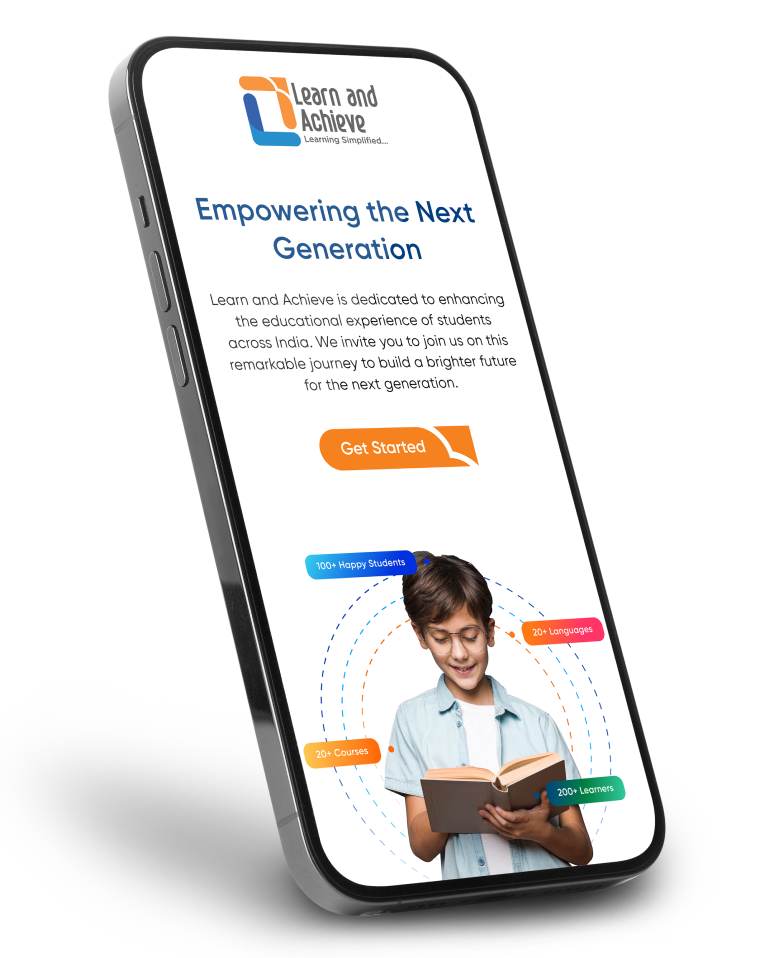 Learn and
Achieve
Learning Simplified...
Empowering the Next
Generation
Learn and Achieve is dedicated to enhancing
the educational experience of students
across India. We invite you to join us on this
remarkable journey to build a brighter future
for the next generation.
Get Started
100+ Happy Students
20+ Languages
20+ Courses
200+ Learners